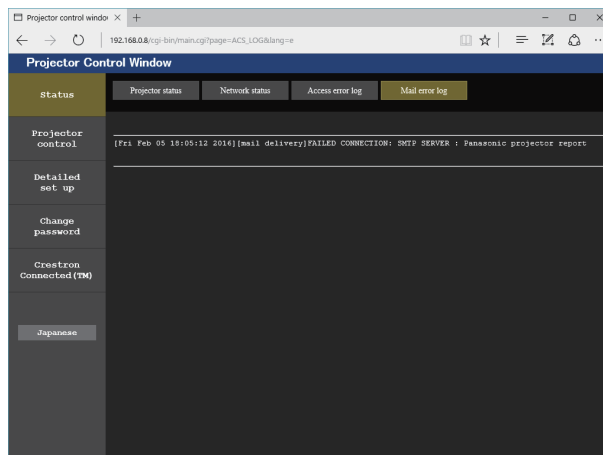 Projector control windo
192.168.0.8/cgi-bin/main.cgi?page=ACS_LOG&lang=e
Projector Control Window
Status
Projector status
Network status
Access error log
Mail error log
[Fri Feb 05 18:05:12 2016][mail delivery]FAILED CONNECTION: SMTP SERVER : Panasonic projector report
Projector
control
Detailed
set up
Change
password
Crestron
Connected(TM)
Japanese